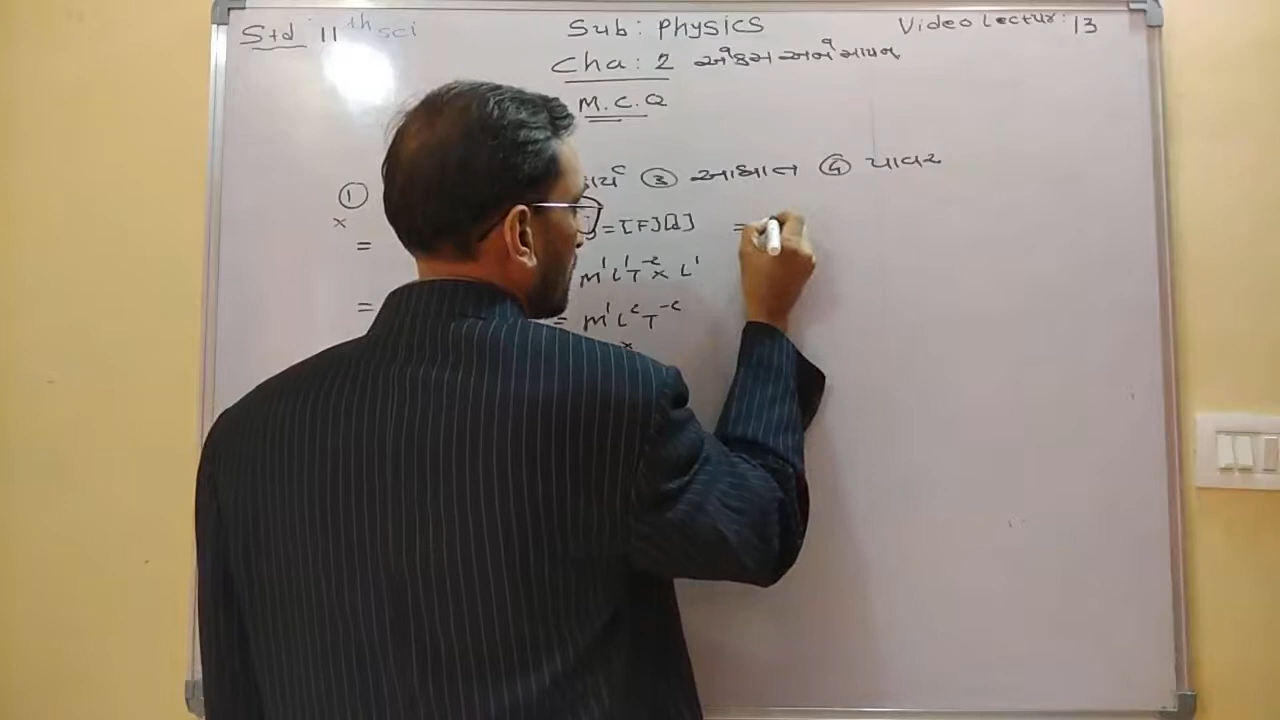 Std 11th sci Sub: Physics Video Lectur: 13
Cha: 2 એકમ અને માપન
M.C.Q
① કાર્ય ③ આઘાત ④ પાવર
x ] = [F][d] =
= M¹L¹T⁻² x L¹
= = M¹L²T⁻²
x